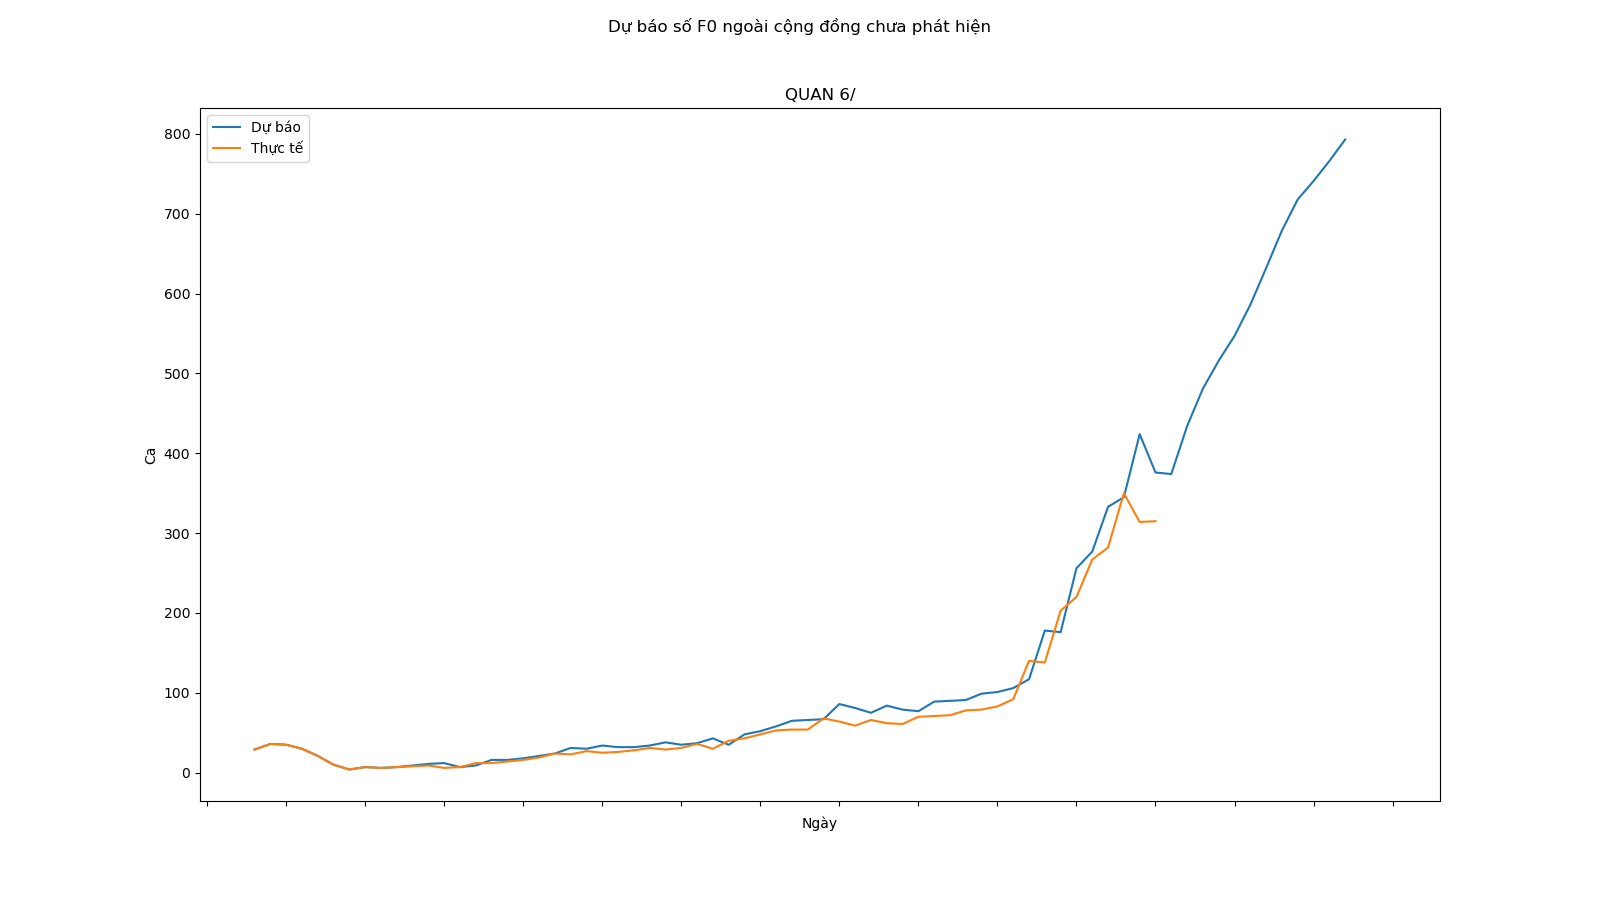 Dự báo số F0 ngoài cộng đồng chưa phát hiện
QUAN 6/
Dự báo
Thực tế
800
700
600
500
400
300
200
100
0
Ca
Ngày